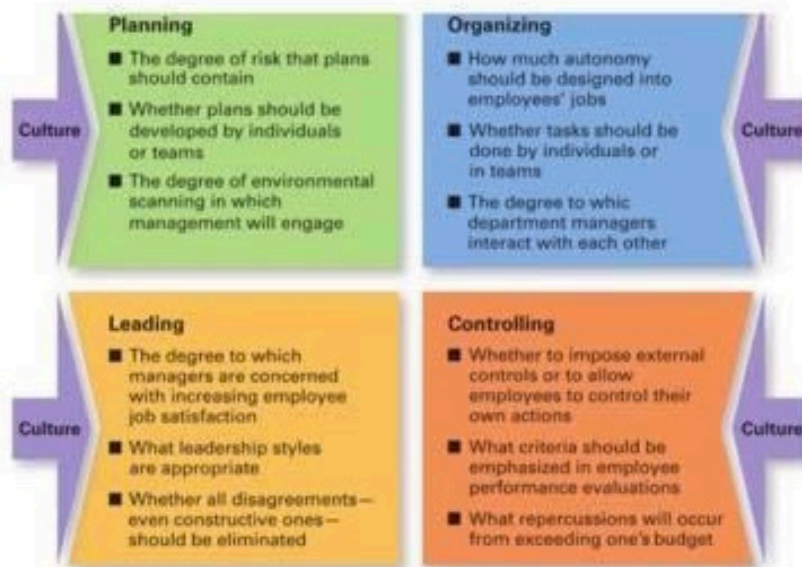 Planning
■ The degree of risk that plans
should contain
■ Whether plans should be
developed by individuals
or teams
■ The degree of environmental
scanning in which
management will engage
Culture
Organizing
■ How much autonomy
should be designed into
employees' jobs
■ Whether tasks should be
done by individuals or
in teams
■ The degree to whic
department managers
interact with each other
Culture
Leading
■ The degree to which
managers are concerned
with increasing employee
job satisfaction
■ What leadership styles
are appropriate
■ Whether all disagreements—
even constructive ones—
should be eliminated
Culture
Controlling
■ Whether to impose external
controls or to allow
employees to control their
own actions
■ What criteria should be
emphasized in employee
performance evaluations
■ What repercussions will occur
from exceeding one's budget
Culture